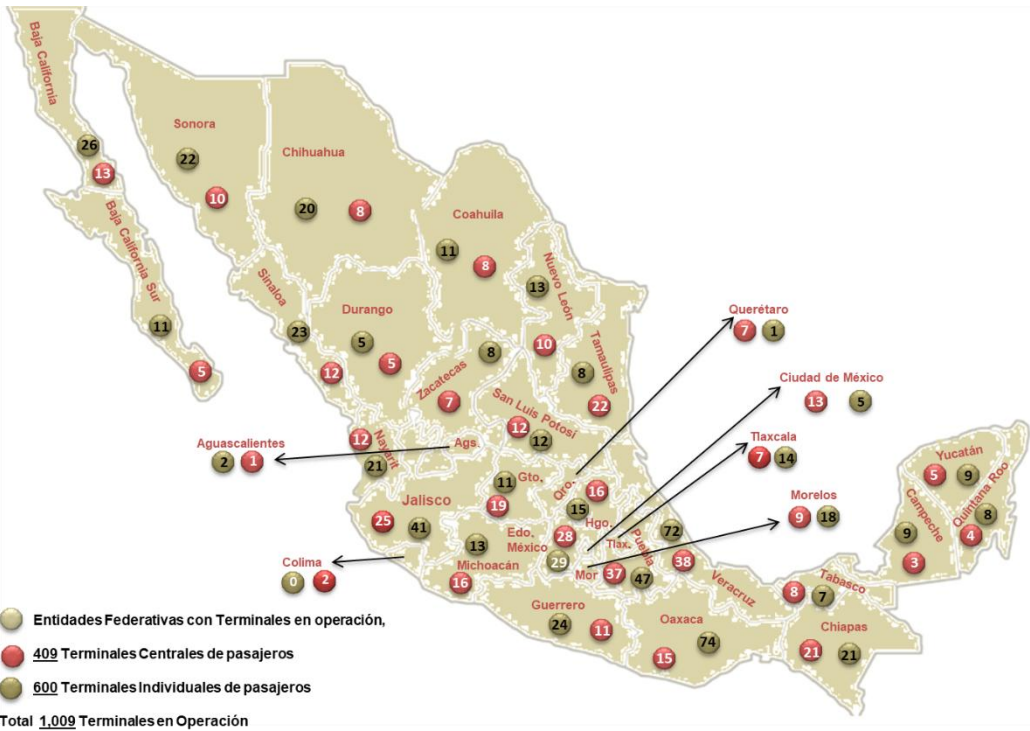 Baja California
26
13
Sonora
22
10
Chihuahua
20
8
Coahuila
11
8
Nuevo León
13
10
Baja California Sur
11
5
Sinaloa
23
12
Durango
5
5
Zacatecas
8
7
Tamaulipas
8
22
San Luis Potosí
12
12
Querétaro
7 1
Ciudad de México
13 5
Tlaxcala
7 14
Morelos
9 18
Aguascalientes
2 1
Ags.
Nayarit
12
21
Jalisco
25
41
Gto.
11
19
Qro.
16
15
Hgo.
Edo.
México
28
29
Tlax.
Mor
Puebla
37
47
72
38
Veracruz
Michoacán
13
16
Colima
0 2
Guerrero
24
11
Oaxaca
15
74
Tabasco
8
7
Chiapas
21
21
Campeche
9
3
Yucatán
5
9
Quintana Roo
8
4
Entidades Federativas con Terminales en operación,
409 Terminales Centrales de pasajeros
600 Terminales Individuales de pasajeros
Total 1,009 Terminales en Operación